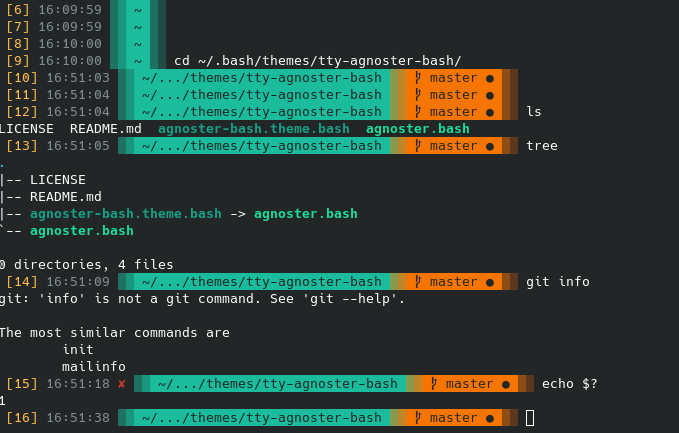 [6] 16:09:59 ~
[7] 16:09:59 ~
[8] 16:10:00 ~
[9] 16:10:00 ~ cd ~/.bash/themes/tty-agnoster-bash/
[10] 16:51:03 ~/.../themes/tty-agnoster-bash master ●
[11] 16:51:04 ~/.../themes/tty-agnoster-bash master ●
[12] 16:51:04 ~/.../themes/tty-agnoster-bash master ● ls
LICENSE README.md agnoster-bash.theme.bash agnoster.bash
[13] 16:51:05 ~/.../themes/tty-agnoster-bash master ● tree
.
|-- LICENSE
|-- README.md
|-- agnoster-bash.theme.bash -> agnoster.bash
`-- agnoster.bash
0 directories, 4 files
[14] 16:51:09 ~/.../themes/tty-agnoster-bash master ● git info
git: 'info' is not a git command. See 'git --help'.
The most similar commands are
init
mailinfo
[15] 16:51:18 ✘ ~/.../themes/tty-agnoster-bash master ● echo $?
1
[16] 16:51:38 ~/.../themes/tty-agnoster-bash master ●